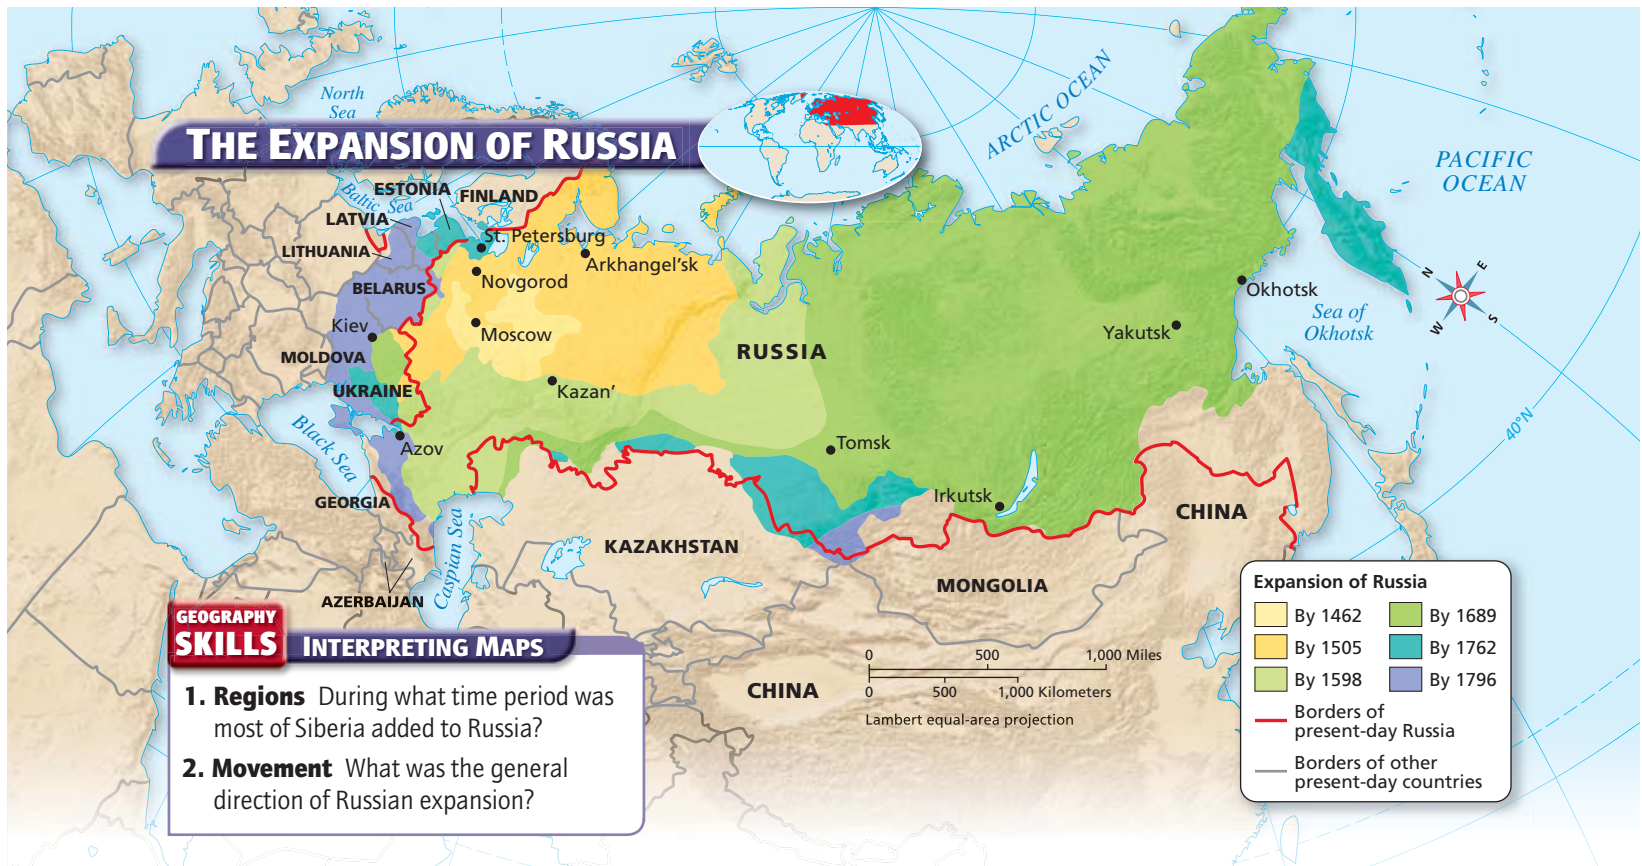 THE EXPANSION OF RUSSIA
North
Sea
ARCTIC OCEAN
PACIFIC
OCEAN
ESTONIA
FINLAND
Baltic Sea
LATVIA
St. Petersburg
LITHUANIA
Arkhangel'sk
Novgorod
BELARUS
Okhotsk
N
E
W
S
Sea of
Okhotsk
Kiev
Moscow
Yakutsk
RUSSIA
MOLDOVA
UKRAINE
Kazan'
40°N
Black Sea
Azov
Tomsk
GEORGIA
Irkutsk
CHINA
Caspian Sea
KAZAKHSTAN
MONGOLIA
AZERBAIJAN
CHINA
0 500 1,000 Miles
0 500 1,000 Kilometers
Lambert equal-area projection
Expansion of Russia
By 1462
By 1505
By 1598
By 1689
By 1762
By 1796
Borders of
present-day Russia
Borders of other
present-day countries
GEOGRAPHY
SKILLS
INTERPRETING MAPS
1. Regions During what time period was
most of Siberia added to Russia?
2. Movement What was the general
direction of Russian expansion?